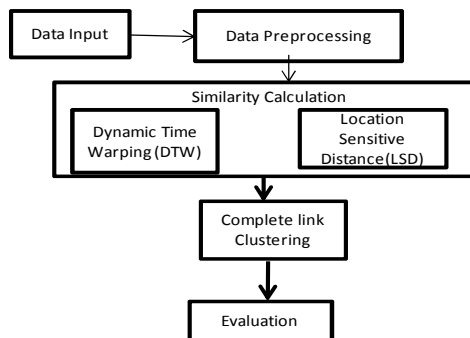 Data Input
Data Preprocessing
Similarity Calculation
Dynamic Time
Warping (DTW)
Location
Sensitive
Distance(LSD)
Complete link
Clustering
Evaluation